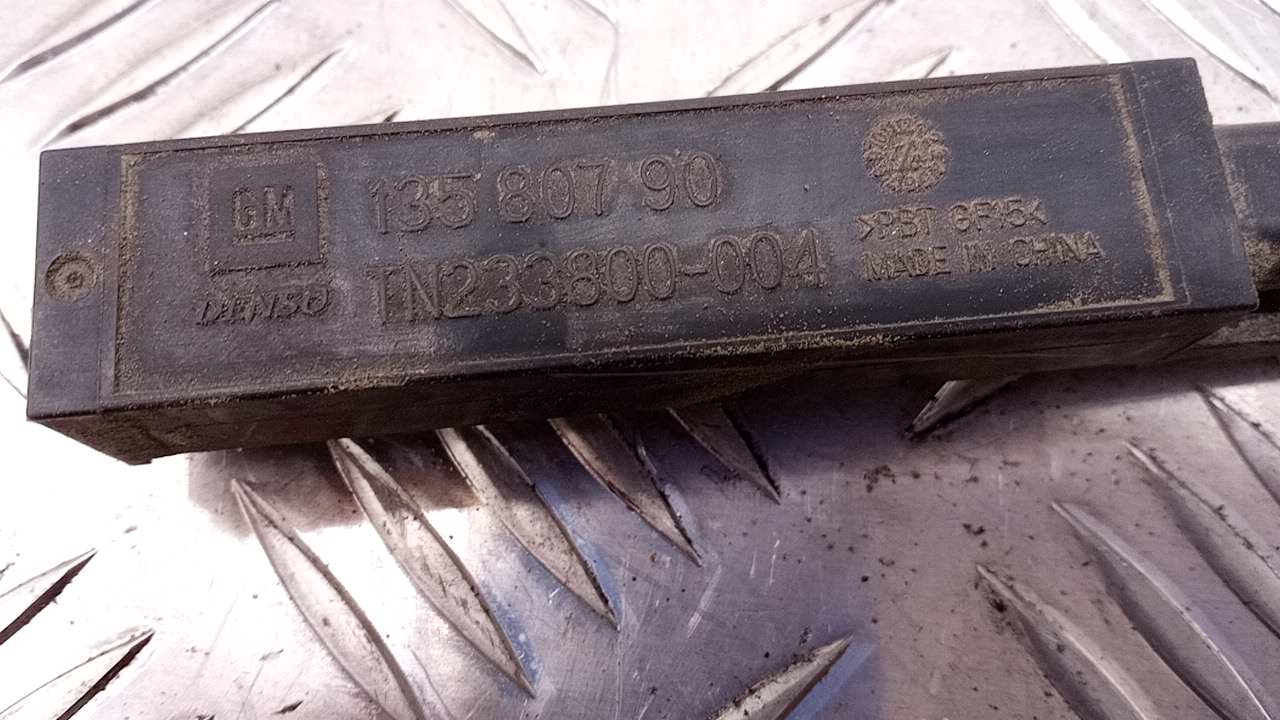 GM
DENSO
135 807 90
TN233800-004
>PBT GF15<
MADE IN CHINA